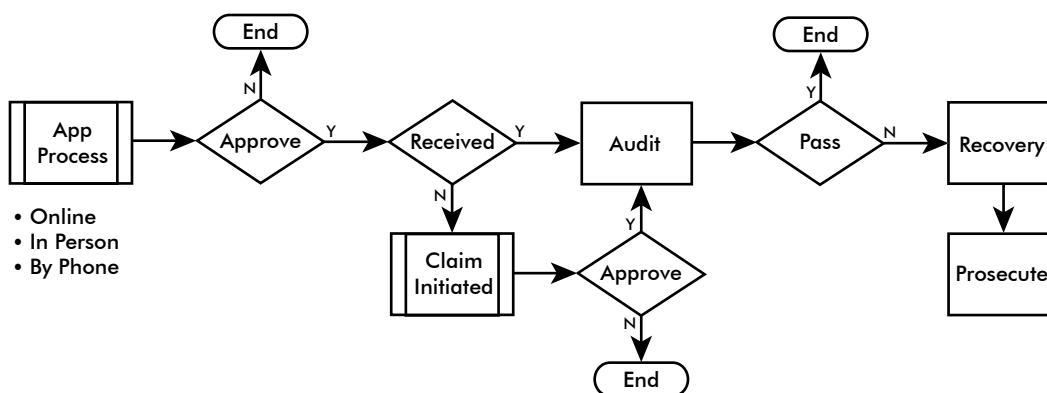 End
End
N
Y
App
Process
Approve
Y
Received
Y
Audit
Pass
N
Recovery
N
Y
• Online
• In Person
• By Phone
Claim
Initiated
Approve
Prosecute
N
End